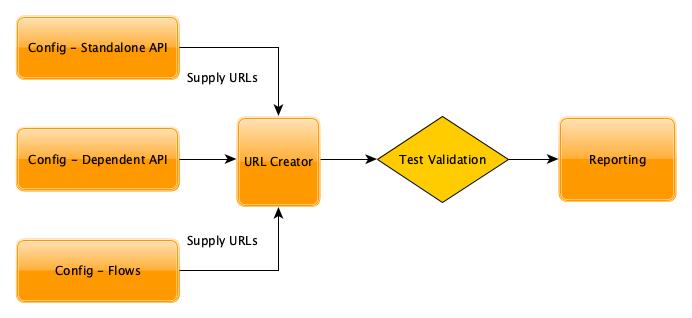 Config – Standalone API
Supply URLs
Config – Dependent API
URL Creator
Test Validation
Reporting
Supply URLs
Config – Flows